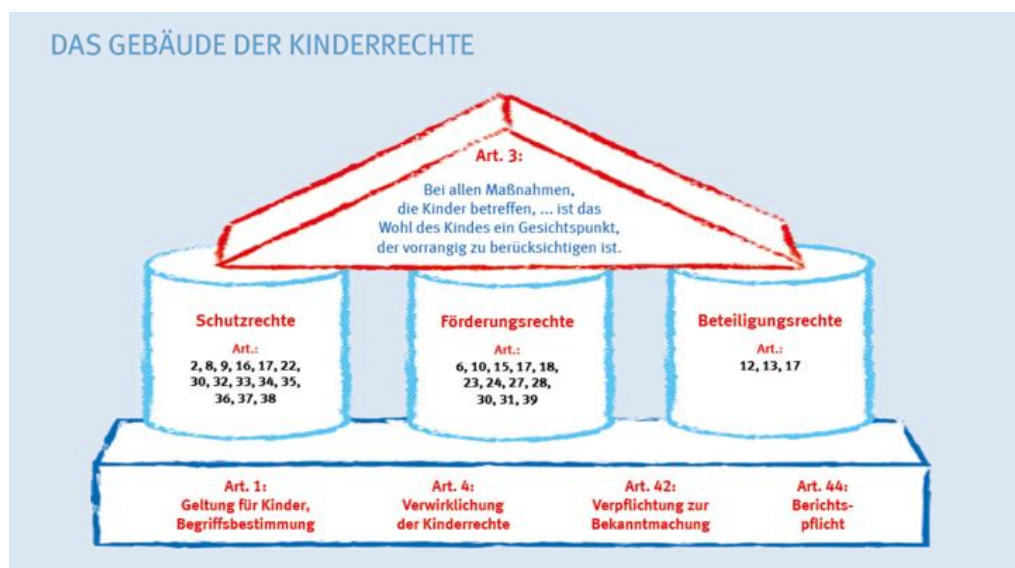 DAS GEBÄUDE DER KINDERRECHTE
Art. 3:
Bei allen Maßnahmen,
die Kinder betreffen, ... ist das
Wohl des Kindes ein Gesichtspunkt,
der vorrangig zu berücksichtigen ist.
Schutzrechte
Art.:
2, 8, 9, 16, 17, 22,
30, 32, 33, 34, 35,
36, 37, 38
Förderungsrechte
Art.:
6, 10, 15, 17, 18,
23, 24, 27, 28,
30, 31, 39
Beteiligungsrechte
Art.:
12, 13, 17
Art. 1:
Geltung für Kinder,
Begriffsbestimmung
Art. 4:
Verwirklichung
der Kinderrechte
Art. 42:
Verpflichtung zur
Bekanntmachung
Art. 44:
Berichts-
pflicht